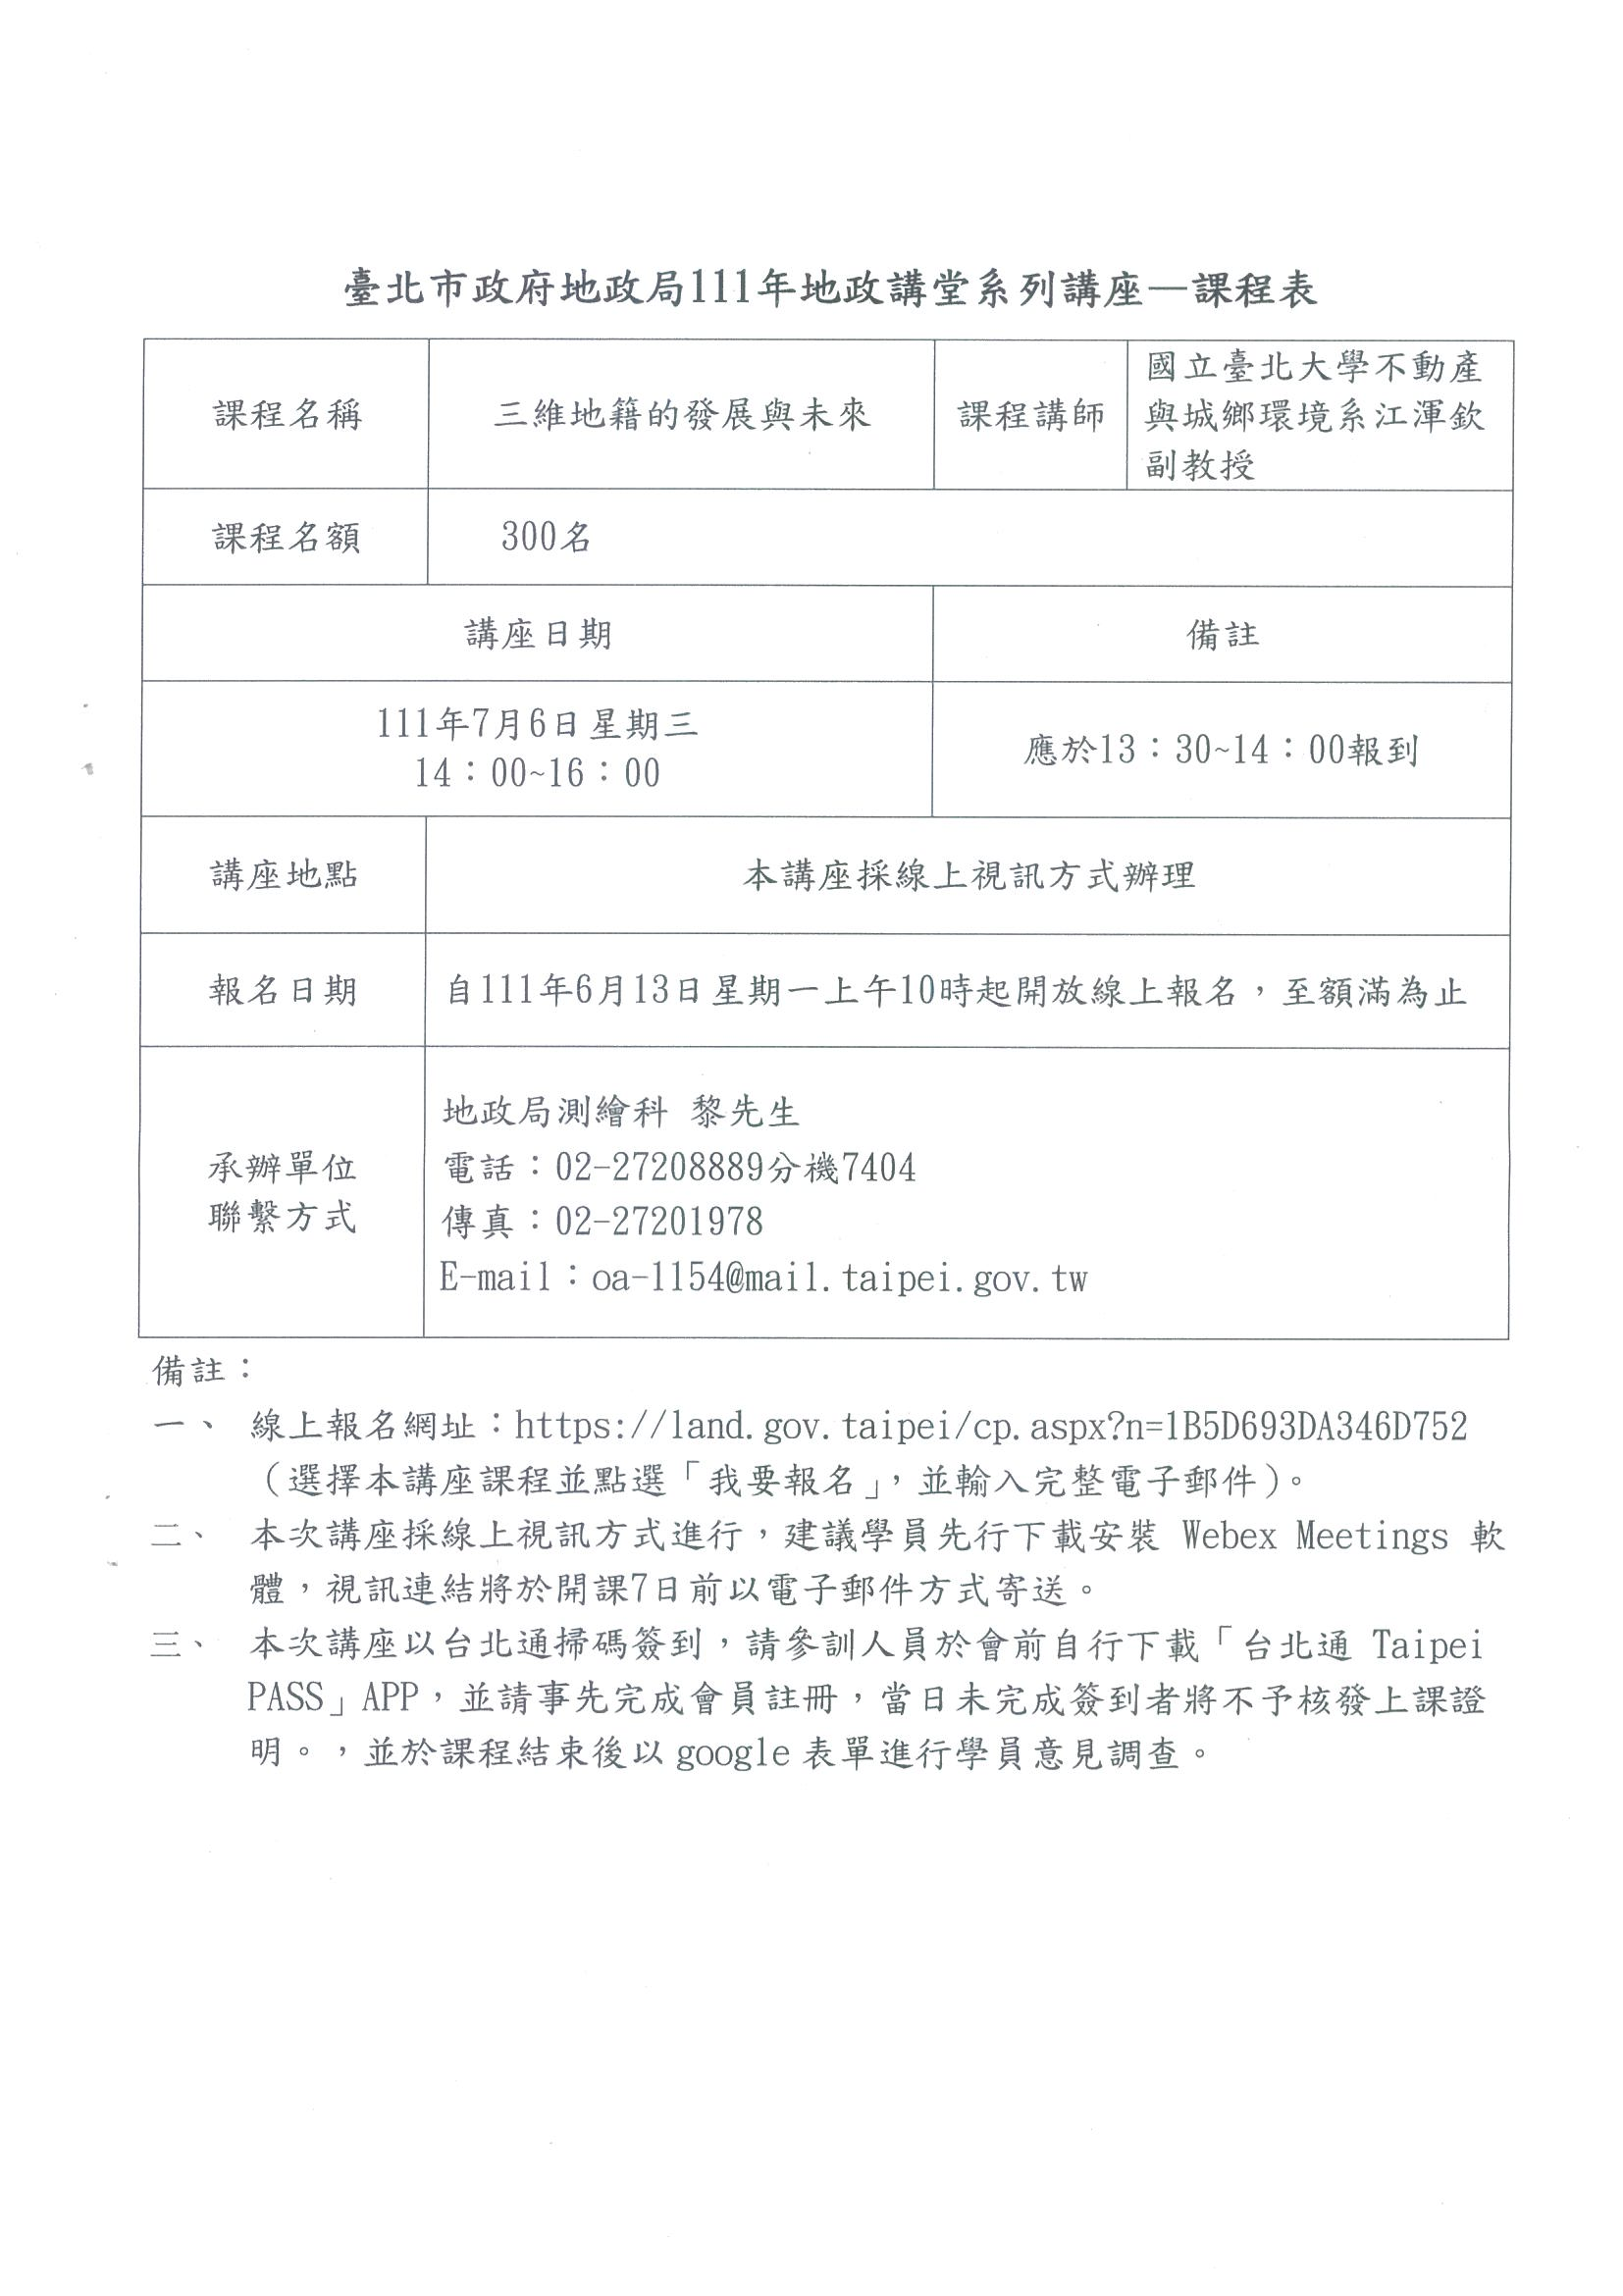 臺北市政府地政局111年地政講堂系列講座—課程表
課程名稱
三維地籍的發展與未來
課程講師
國立臺北大學不動產
與城鄉環境系江渾欽
副教授
課程名額
300名
講座日期
備註
111年7月6日星期三
14：00~16：00
應於13：30~14：00報到
講座地點
本講座採線上視訊方式辦理
報名日期
自111年6月13日星期一上午10時起開放線上報名，至額滿為止
承辦單位
聯繫方式
地政局測繪科 黎先生
電話：02-27208889分機7404
傳真：02-27201978
E-mail：oa-1154@mail.taipei.gov.tw
備註：
一、 線上報名網址：https://land.gov.taipei/cp.aspx?n=1B5D693DA346D752
（選擇本講座課程並點選「我要報名」，並輸入完整電子郵件）。
二、 本次講座採線上視訊方式進行，建議學員先行下載安裝 Webex Meetings 軟
體，視訊連結將於開課7日前以電子郵件方式寄送。
三、 本次講座以台北通掃碼簽到，請參訓人員於會前自行下載「台北通 Taipei
PASS」APP，並請事先完成會員註冊，當日未完成簽到者將不予核發上課證
明。，並於課程結束後以 google 表單進行學員意見調查。